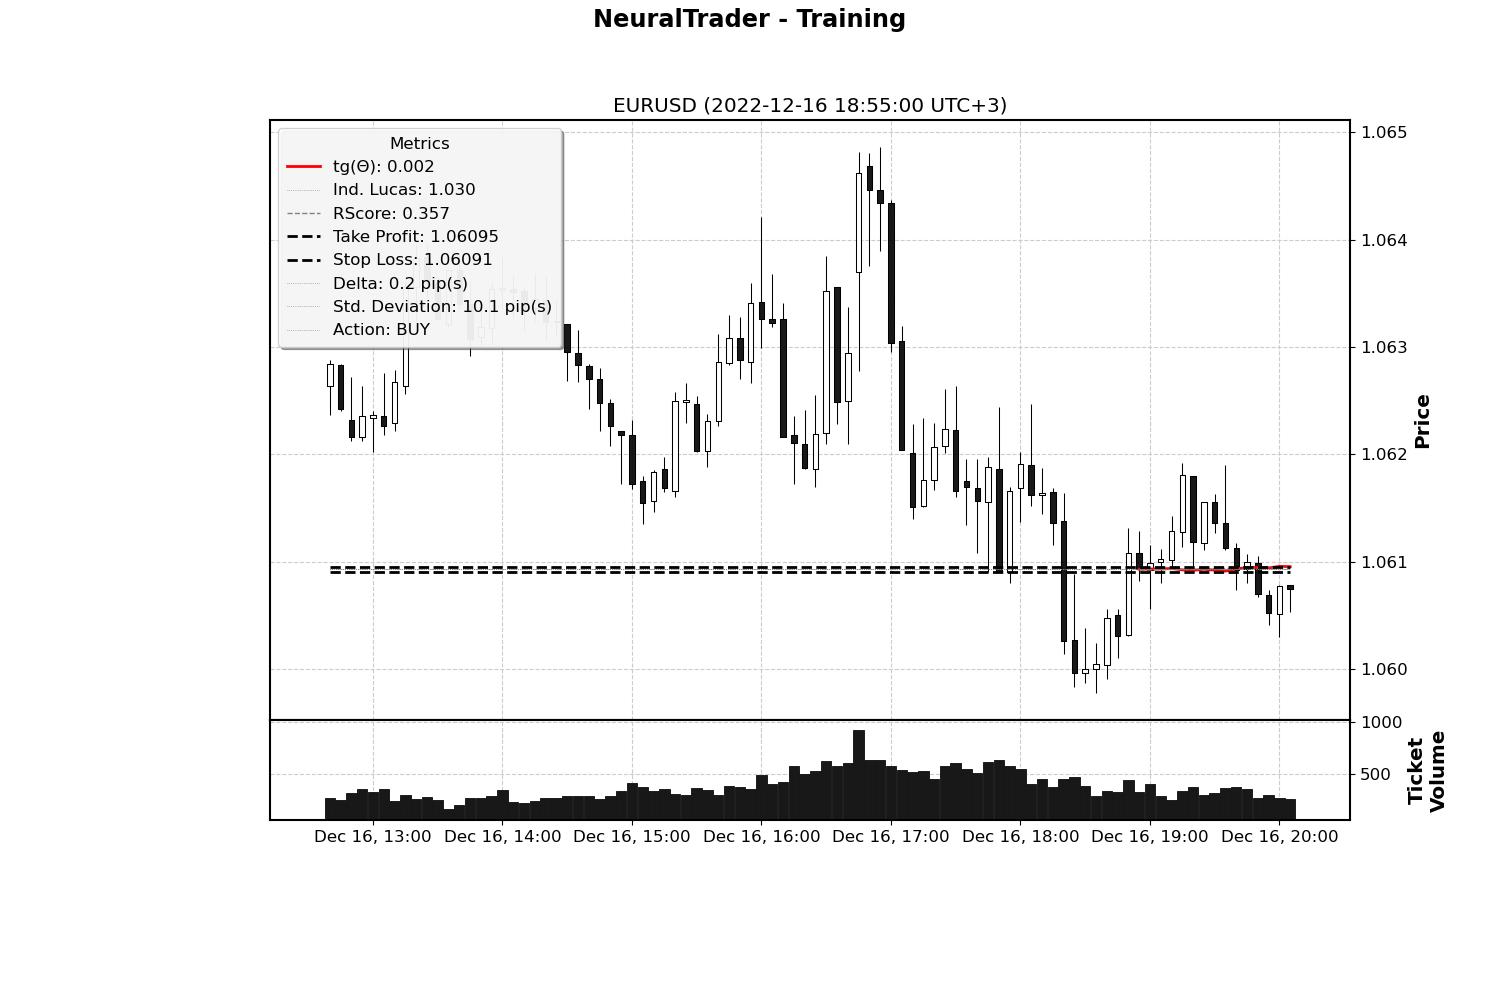 NeuralTrader - Training
EURUSD (2022-12-16 18:55:00 UTC+3)
Metrics
tg(Θ): 0.002
Ind. Lucas: 1.030
RScore: 0.357
Take Profit: 1.06095
Stop Loss: 1.06091
Delta: 0.2 pip(s)
Std. Deviation: 10.1 pip(s)
Action: BUY
1.065
1.064
1.063
1.062
1.061
1.060
Price
1000
500
Ticket
Volume
Dec 16, 13:00
Dec 16, 14:00
Dec 16, 15:00
Dec 16, 16:00
Dec 16, 17:00
Dec 16, 18:00
Dec 16, 19:00
Dec 16, 20:00